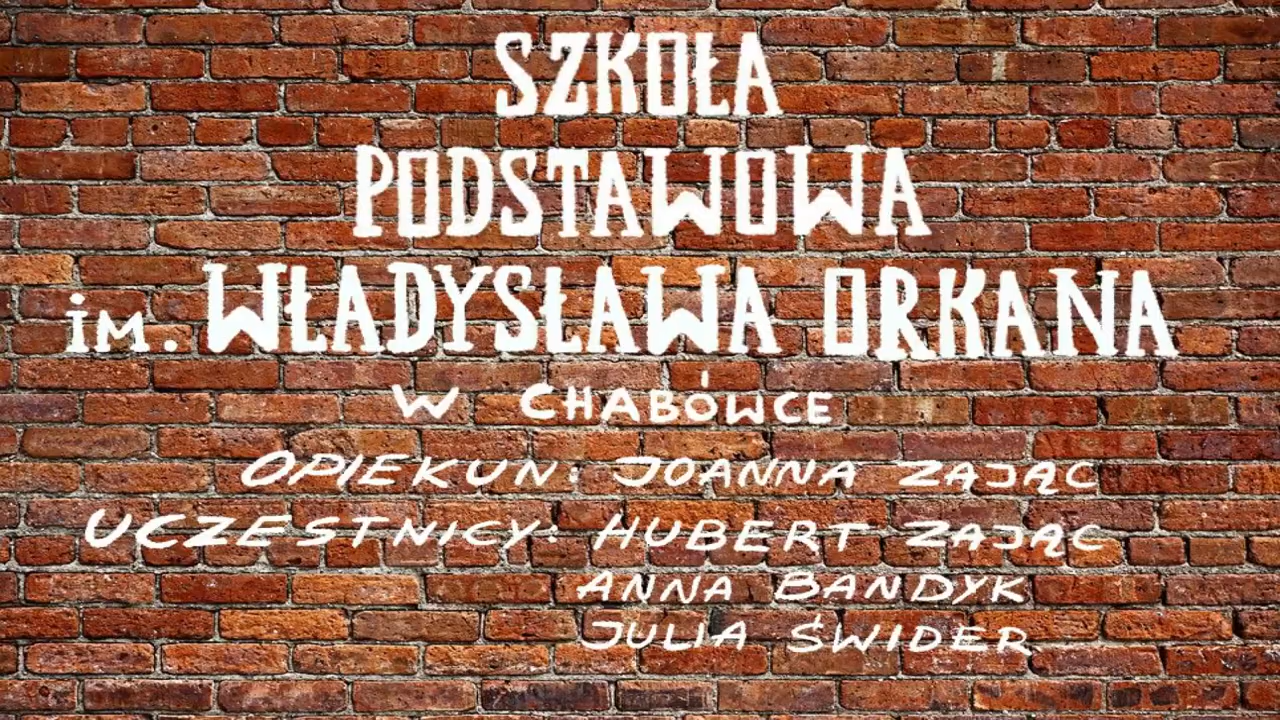 SZKOŁA
PODSTAWOWA
im. WŁADYSŁAWA ORKANA
W CHABÓWCE
OPIEKUN: JOANNA ZAJĄC
UCZESTNICY: HUBERT ZAJĄC
ANNA BANDYK
JULIA ŚWIDER